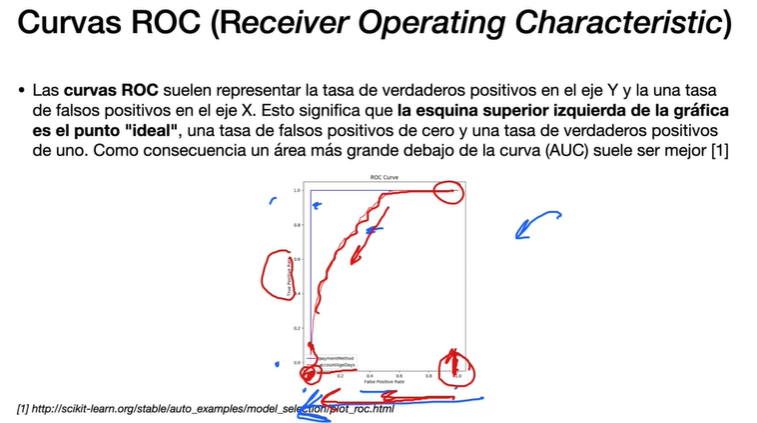 Curvas ROC (Receiver Operating Characteristic)
• Las curvas ROC suelen representar la tasa de verdaderos positivos en el eje Y y la una tasa
de falsos positivos en el eje X. Esto significa que la esquina superior izquierda de la gráfica
es el punto "ideal", una tasa de falsos positivos de cero y una tasa de verdaderos positivos
de uno. Como consecuencia un área más grande debajo de la curva (AUC) suele ser mejor [1]
ROC Curve
1.0
0.8
0.6
0.4
0.2
0.0
True Positive Rate
paymentMethod
accountAgeDays
0.2
0.4
0.6
0.8
1.0
False Positive Rate
[1] http://scikit-learn.org/stable/auto_examples/model_selection/plot_roc.html